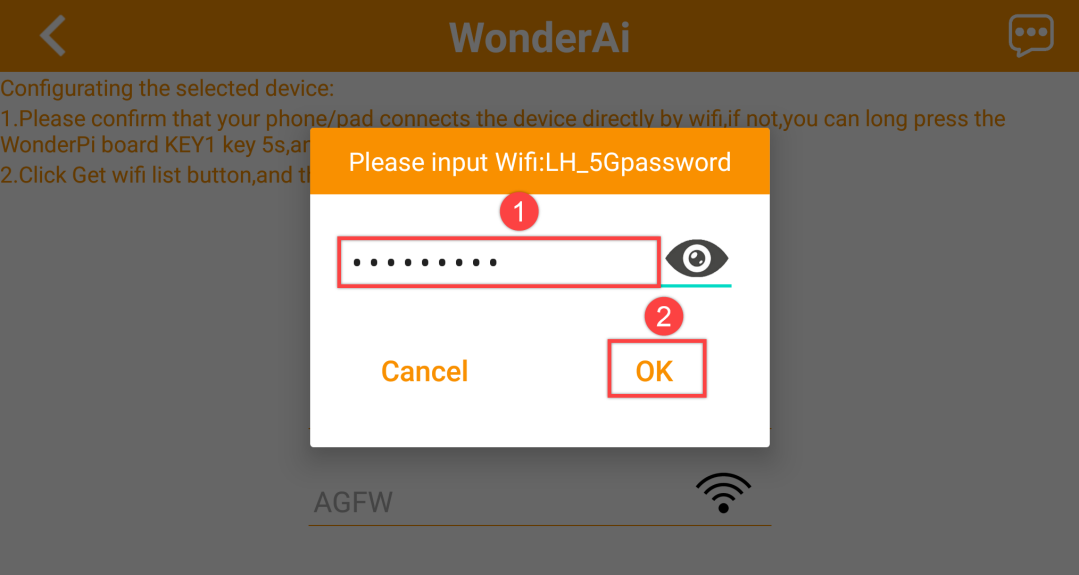 WonderAi
Configurating the selected device:
1.Please confirm that your phone/pad connects the device directly by wifi,if not,you can long press the
WonderPi board KEY1 key 5s,
2.Click Get wifi list button,and
Please input Wifi:LH_5Gpassword
1
•••••••••
2
Cancel OK
AGFW